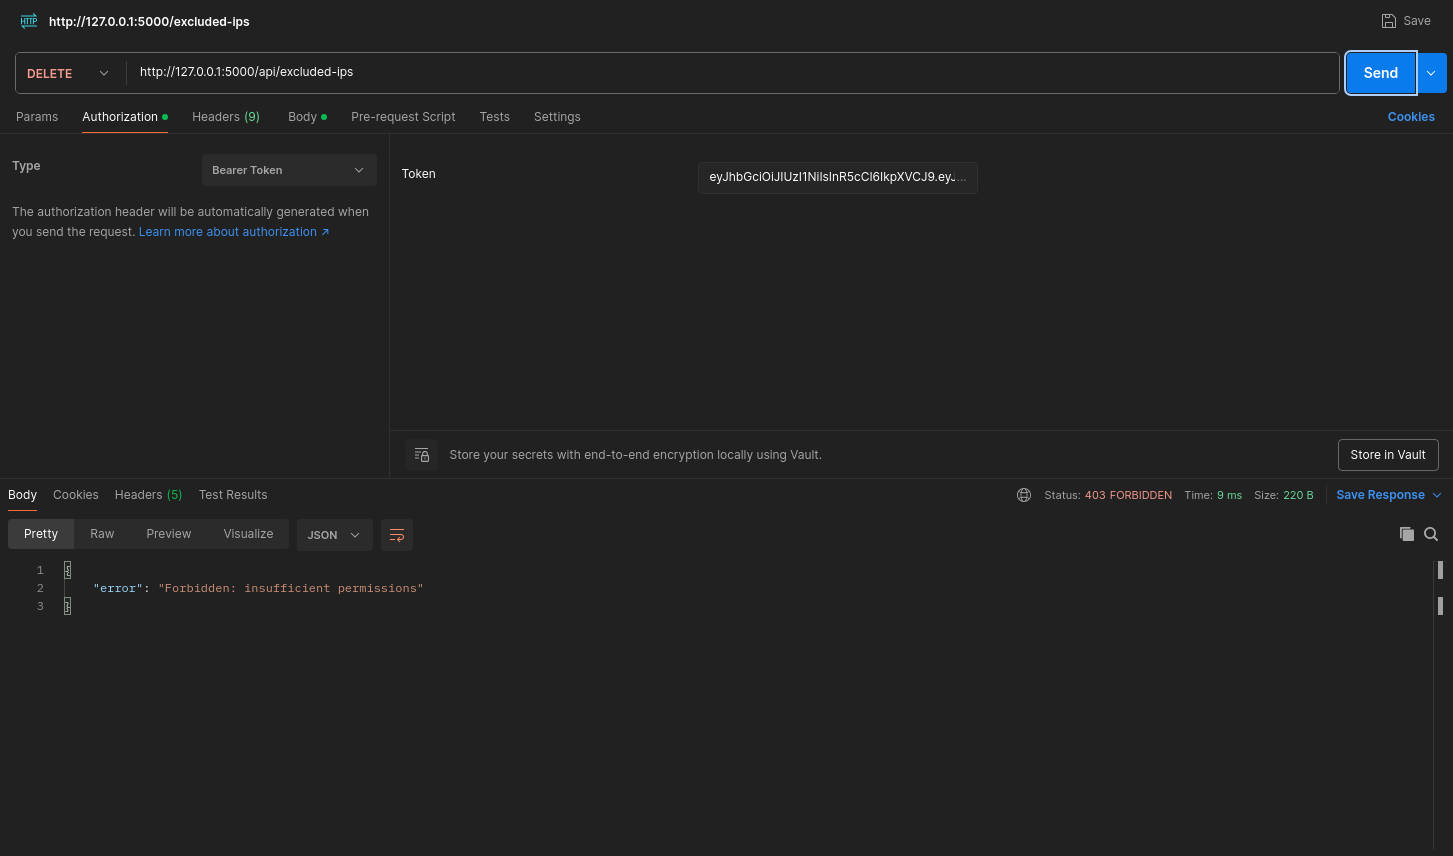 HTTP http://127.0.0.1:5000/excluded-ips Save
DELETE http://127.0.0.1:5000/api/excluded-ips Send
Params Authorization Headers (9) Body Pre-request Script Tests Settings Cookies
Type Bearer Token
The authorization header will be automatically generated when
you send the request. Learn more about authorization ↗
Token eyJhbGciOiJIUzI1NiIsInR5cCI6IkpXVCJ9.eyJ...
Store your secrets with end-to-end encryption locally using Vault. Store in Vault
Body Cookies Headers (5) Test Results Status: 403 FORBIDDEN Time: 9 ms Size: 220 B Save Response
Pretty Raw Preview Visualize JSON
1 {
2 "error": "Forbidden: insufficient permissions"
3 }